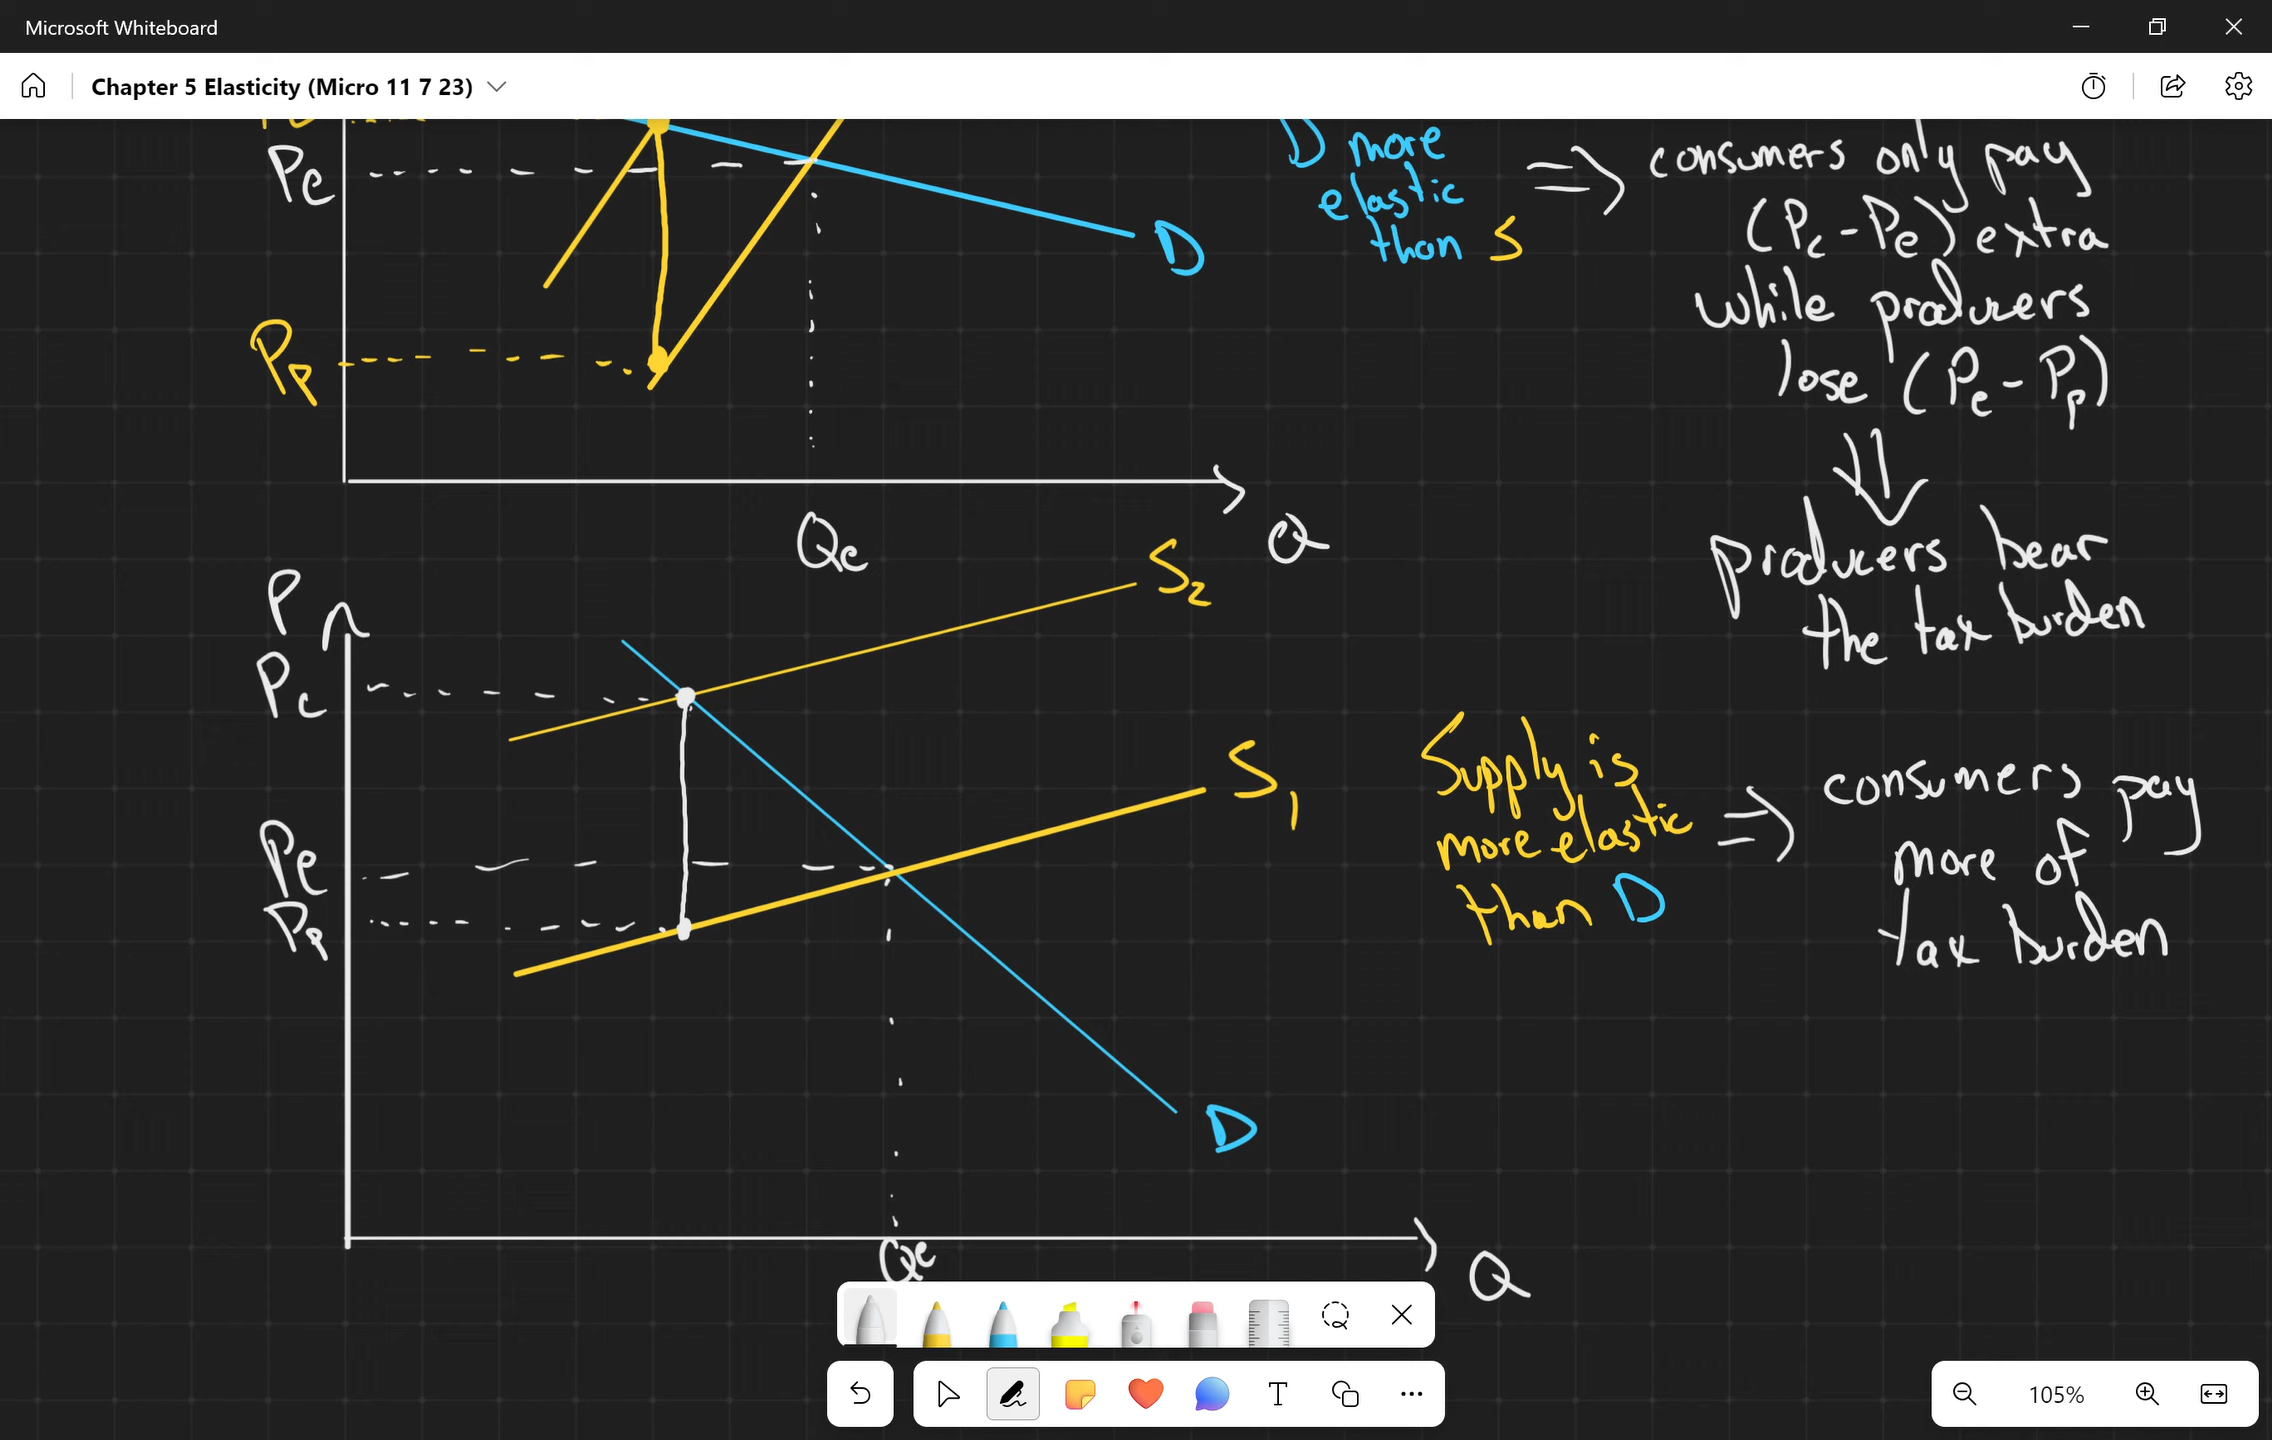 Microsoft Whiteboard
Chapter 5 Elasticity (Micro 11 7 23)
Pe
D
Pp
Qe
Q
D more
elastic
than S
=> consumers only pay
(Pc - Pe) extra
while producers
lose (Pe - Pp)
producers bear
the tax burden
P
Pc
Pe
Pp
S2
S1
D
Qe
Q
Supply is
more elastic
than D
=> consumers pay
more of
tax burden
T
105%